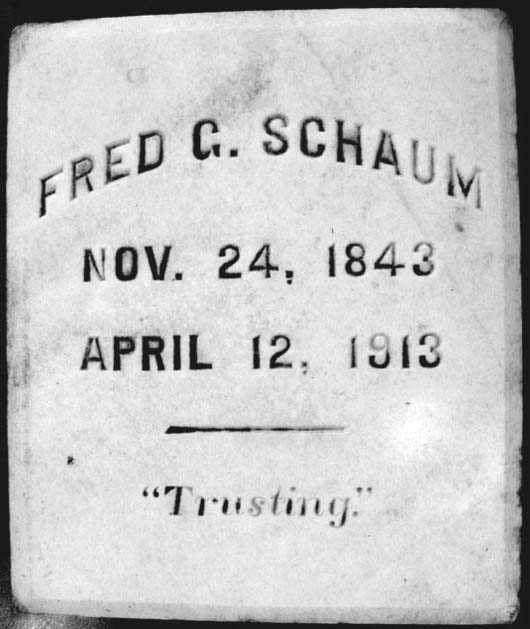 FRED G. SCHAUM
NOV. 24, 1843
APRIL 12, 1913
"Trusting."